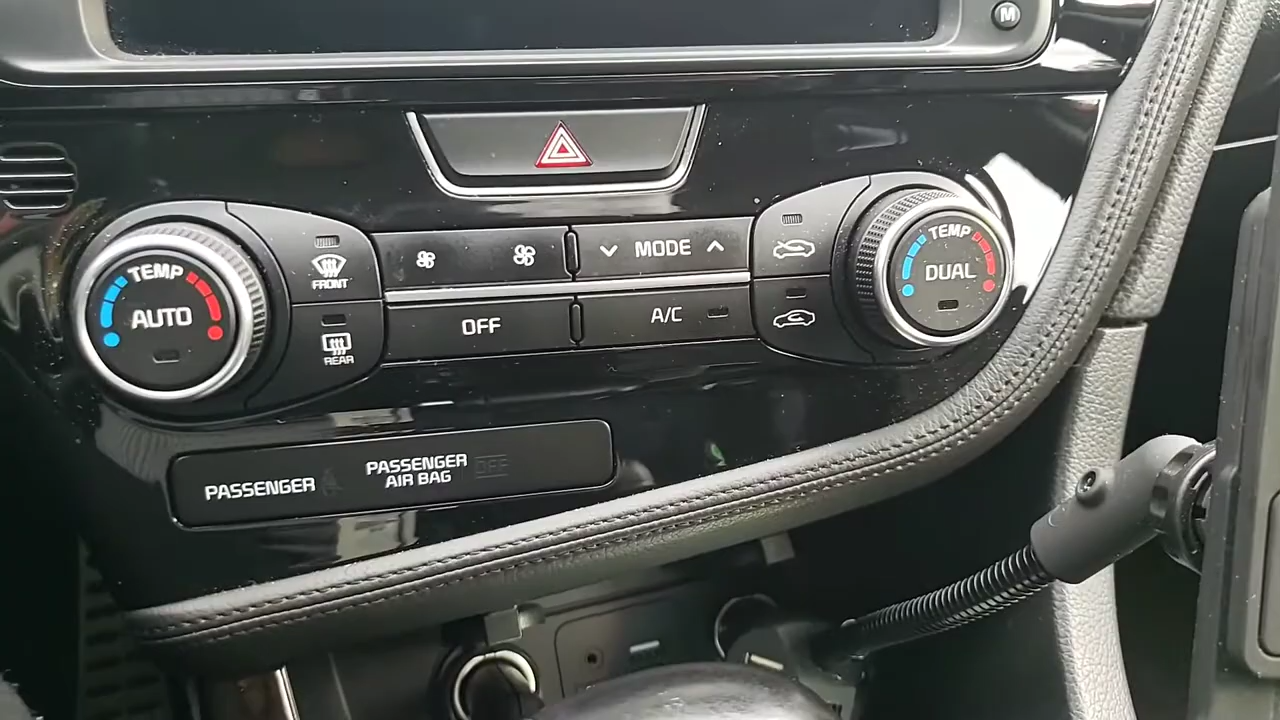 M
TEMP
AUTO
FRONT
REAR
MODE
OFF
A/C
TEMP
DUAL
PASSENGER
PASSENGER
AIR BAG
OFF